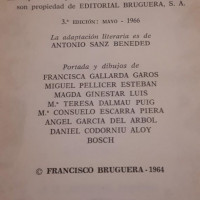 son propiedad de EDITORIAL BRUGUERA, S. A.
3.ª EDICIÓN: MAYO - 1966
La adaptación literaria es de
ANTONIO SANZ BENEDED
Portada y dibujos de
FRANCISCA GALLARDA GAROS
MIGUEL PELLICER ESTEBAN
MAGDA GINESTAR LUIS
M.ª TERESA DALMAU PUIG
M.ª CONSUELO ESCARRA PIERA
ANGEL GARCIA DEL ARBOL
DANIEL CODORNIU ALOY
BOSCH
© FRANCISCO BRUGUERA - 1964